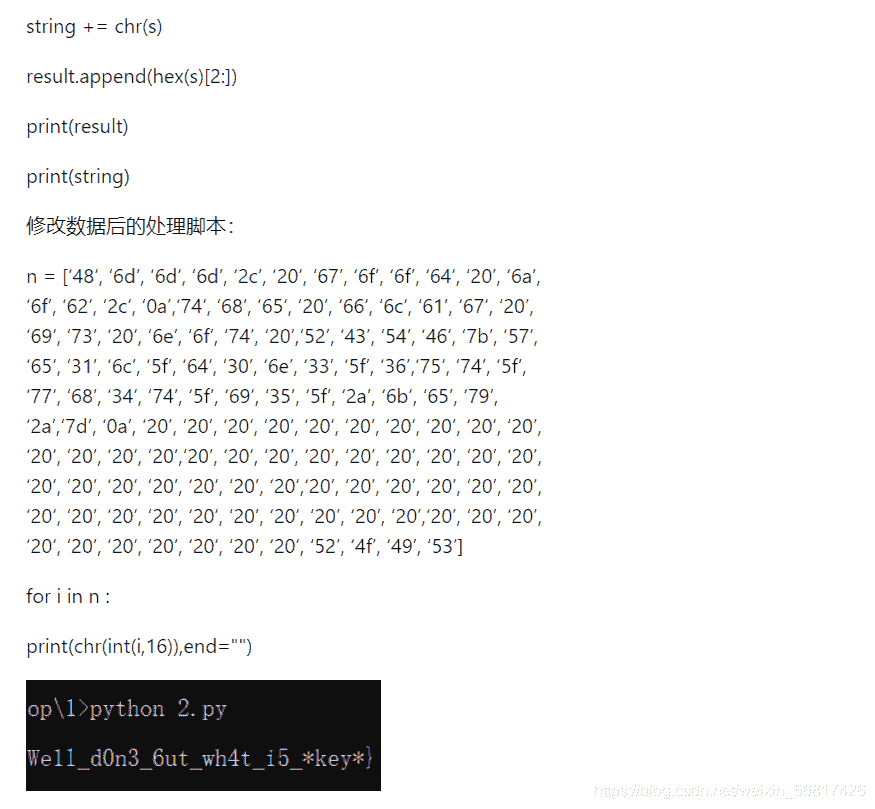 string += chr(s)
result.append(hex(s)[2:])
print(result)
print(string)
修改数据后的处理脚本：
n = [‘48’, ‘6d’, ‘6d’, ‘6d’, ‘2c’, ‘20’, ‘67’, ‘6f’, ‘6f’, ‘64’, ‘20’, ‘6a’,
‘6f’, ‘62’, ‘2c’, ‘0a’,‘74’, ‘68’, ‘65’, ‘20’, ‘66’, ‘6c’, ‘61’, ‘67’, ‘20’,
‘69’, ‘73’, ‘20’, ‘6e’, ‘6f’, ‘74’, ‘20’,‘52’, ‘43’, ‘54’, ‘46’, ‘7b’, ‘57’,
‘65’, ‘31’, ‘6c’, ‘5f’, ‘64’, ‘30’, ‘6e’, ‘33’, ‘5f’, ‘36’,‘75’, ‘74’, ‘5f’,
‘77’, ‘68’, ‘34’, ‘74’, ‘5f’, ‘69’, ‘35’, ‘5f’, ‘2a’, ‘6b’, ‘65’, ‘79’,
‘2a’,‘7d’, ‘0a’, ‘20’, ‘20’, ‘20’, ‘20’, ‘20’, ‘20’, ‘20’, ‘20’, ‘20’, ‘20’,
‘20’, ‘20’, ‘20’, ‘20’,‘20’, ‘20’, ‘20’, ‘20’, ‘20’, ‘20’, ‘20’, ‘20’, ‘20’,
‘20’, ‘20’, ‘20’, ‘20’, ‘20’, ‘20’, ‘20’,‘20’, ‘20’, ‘20’, ‘20’, ‘20’, ‘20’,
‘20’, ‘20’, ‘20’, ‘20’, ‘20’, ‘20’, ‘20’, ‘20’, ‘20’, ‘20’,‘20’, ‘20’, ‘20’,
‘20’, ‘20’, ‘20’, ‘20’, ‘20’, ‘20’, ‘20’, ‘52’, ‘4f’, ‘49’, ‘53’]
for i in n :
print(chr(int(i,16)),end="")
op\1>python 2.py
We1l_d0n3_6ut_wh4t_i5_*key*}
https://blog.csdn.net/weixin_56817426